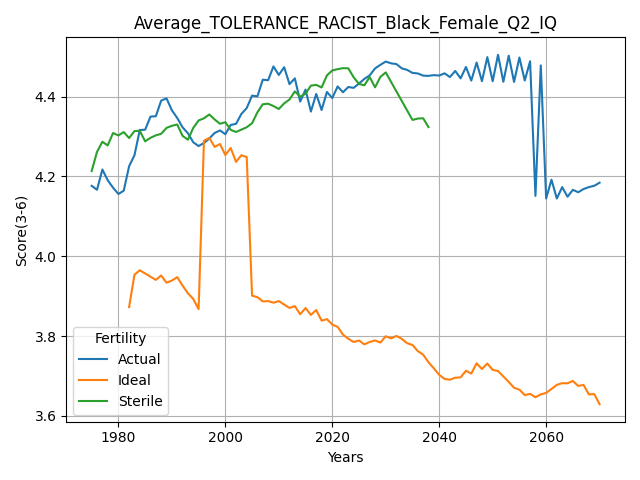 Average_TOLERANCE_RACIST_Black_Female_Q2_IQ
Score(3-6)
4.4
4.2
4.0
3.8
3.6
Fertility
Actual
Ideal
Sterile
1980
2000
2020
2040
2060
Years